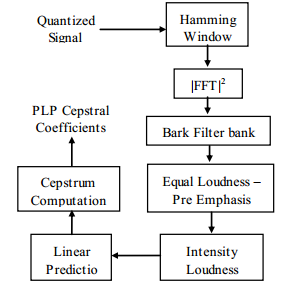 Quantized
Signal
Hamming
Window
|FFT|²
PLP Cepstral
Coefficients
Bark Filter bank
Cepstrum
Computation
Equal Loudness –
Pre Emphasis
Linear
Predictio
Intensity
Loudness